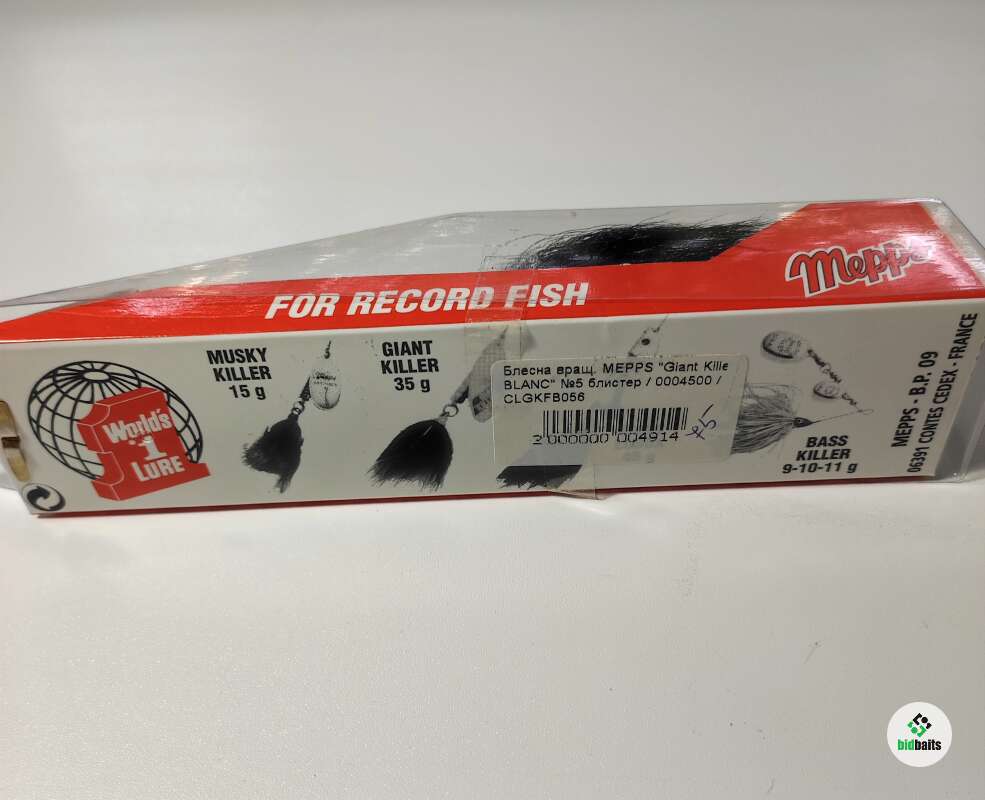 Mepps
FOR RECORD FISH
World's
#1
LURE
MUSKY
KILLER
15 g
GIANT
KILLER
35 g
Блесна вращ. MEPPS "Giant Kille
BLANC" №5 блистер / 0004500 /
CLGKFB056
2 000000 004914
BASS
KILLER
9-10-11 g
MEPPS - B.P. 09
06391 CONTES CEDEX - FRANCE
bidbaits